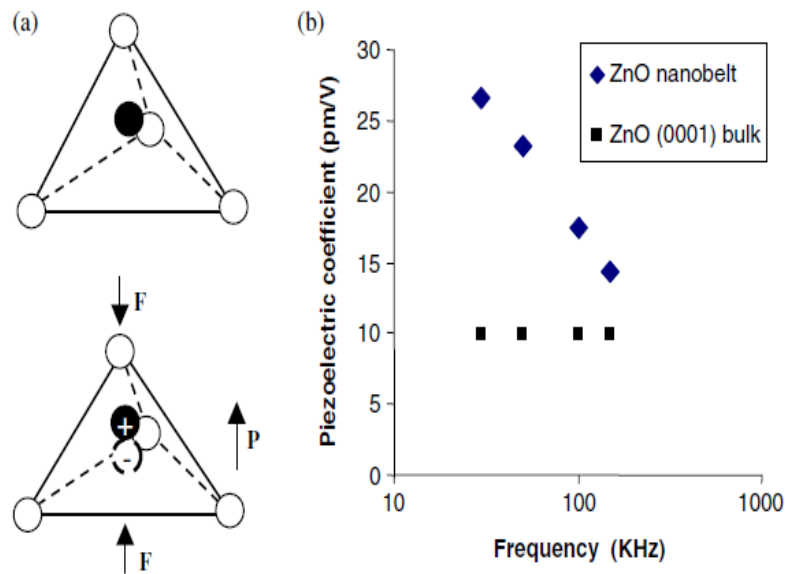 (a)
F
+
-
P
F
(b)
30
25
20
15
10
5
0
Piezoelectric coefficient (pm/V)
ZnO nanobelt
ZnO (0001) bulk
10
100
1000
Frequency (KHz)